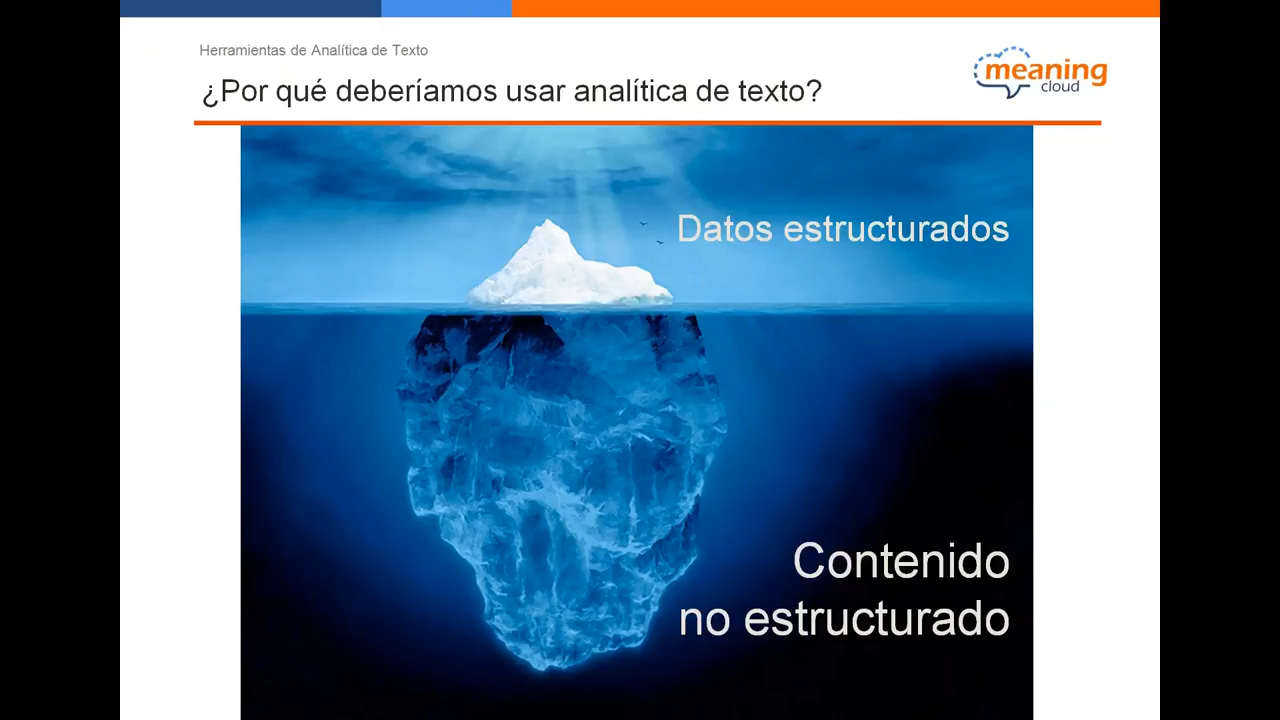 Herramientas de Analítica de Texto
¿Por qué deberíamos usar analítica de texto?
meaning
cloud
Datos estructurados
Contenido
no estructurado